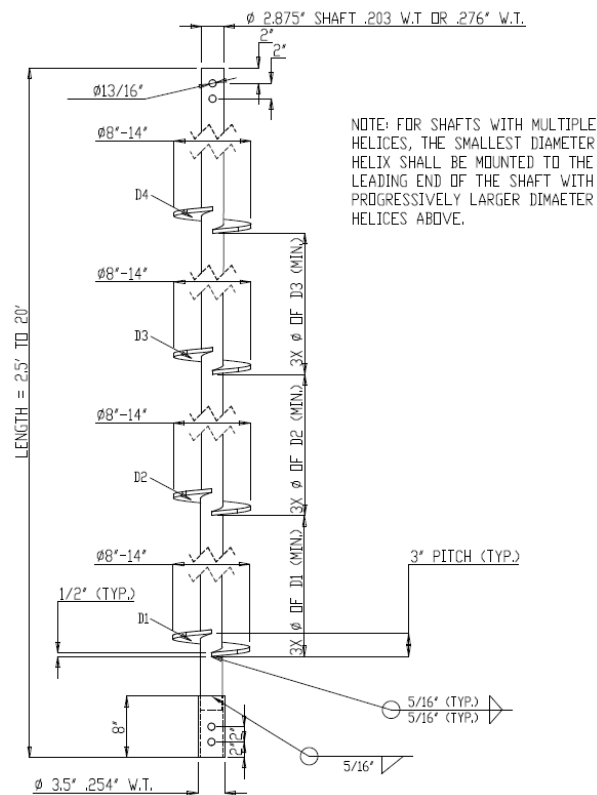 Ø 2.875" SHAFT .203 W.T OR .276" W.T.
2"
2"
Ø13/16"
NOTE: FOR SHAFTS WITH MULTIPLE
HELICES, THE SMALLEST DIAMETER
HELIX SHALL BE MOUNTED TO THE
LEADING END OF THE SHAFT WITH
PROGRESSIVELY LARGER DIMAETER
HELICES ABOVE.
Ø8"-14"
D4
3X Ø OF D3 (MIN.)
Ø8"-14"
D3
LENGTH = 2.5' TO 20'
3X Ø OF D2 (MIN.)
Ø8"-14"
D2
3X Ø OF D1 (MIN.)
Ø8"-14"
3" PITCH (TYP.)
1/2" (TYP.)
D1
5/16" (TYP.)
5/16" (TYP.)
8"
2"
2"
5/16"
Ø 3.5" .254" W.T.